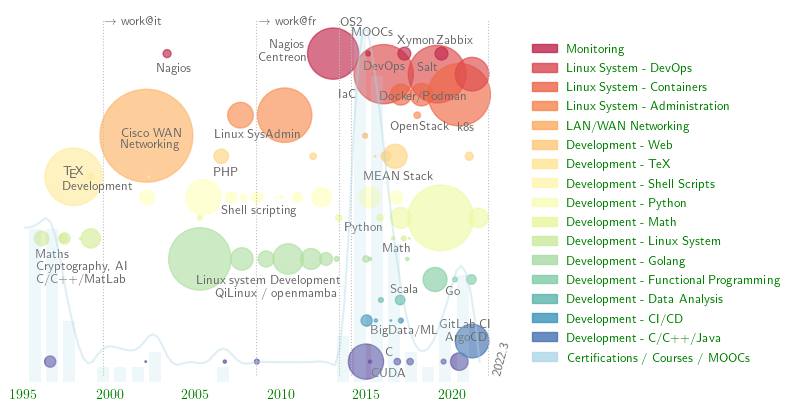 → work@it
→ work@fr
OS2
MOOCs
Nagios
Centreon
Xymon
Zabbix
Nagios
DevOps
Salt
IaC
Docker/Podman
OpenStack
k8s
Cisco WAN
Networking
Linux SysAdmin
PHP
MEAN Stack
TEX
Development
Shell scripting
Python
Math
Maths
Cryptography, AI
C/C++/MatLab
Linux system Development
QiLinux / openmamba
Scala
Go
BigData/ML
GitLab CI
ArgoCD
C
CUDA
2022.3
1995
2000
2005
2010
2015
2020
Monitoring
Linux System - DevOps
Linux System - Containers
Linux System - Administration
LAN/WAN Networking
Development - Web
Development - TeX
Development - Shell Scripts
Development - Python
Development - Math
Development - Linux System
Development - Golang
Development - Functional Programming
Development - Data Analysis
Development - CI/CD
Development - C/C++/Java
Certifications / Courses / MOOCs